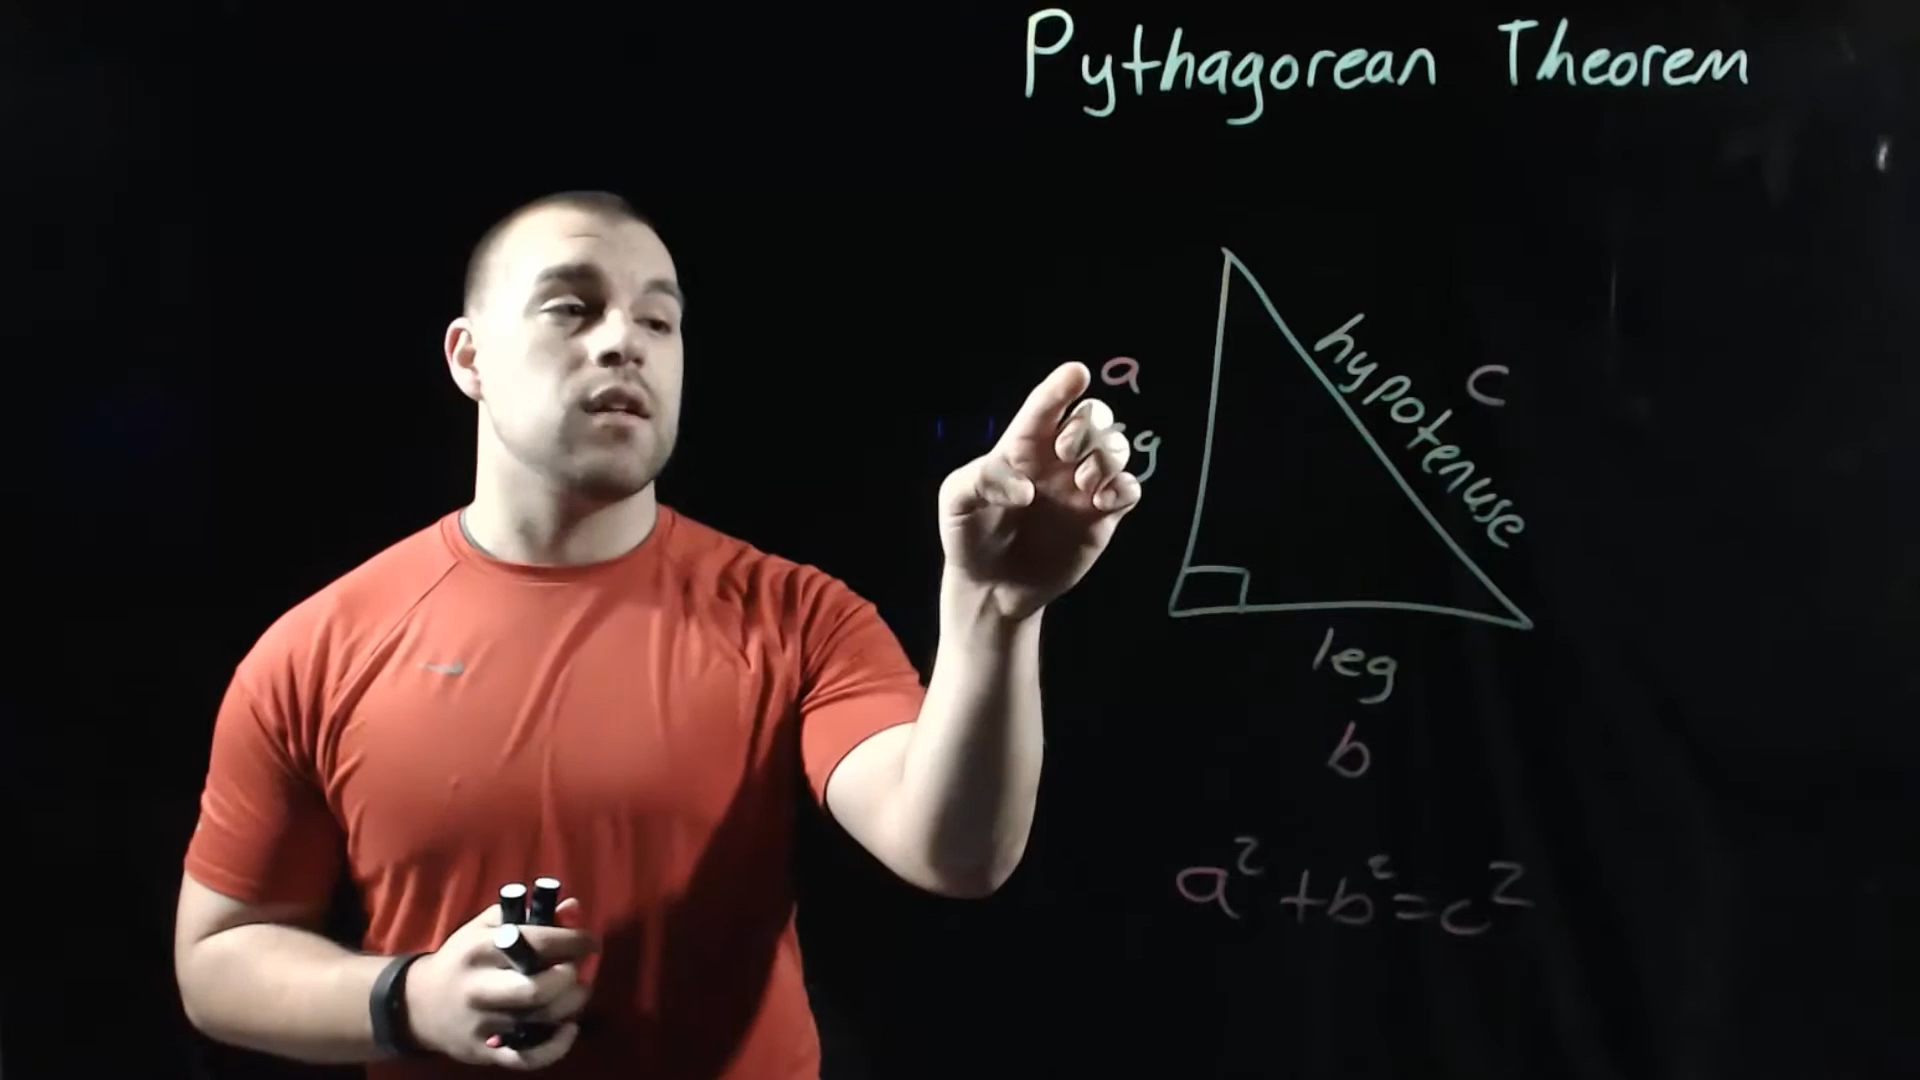 Pythagorean Theorem
a
hypotenuse
c
leg
b
a²+b²=c²